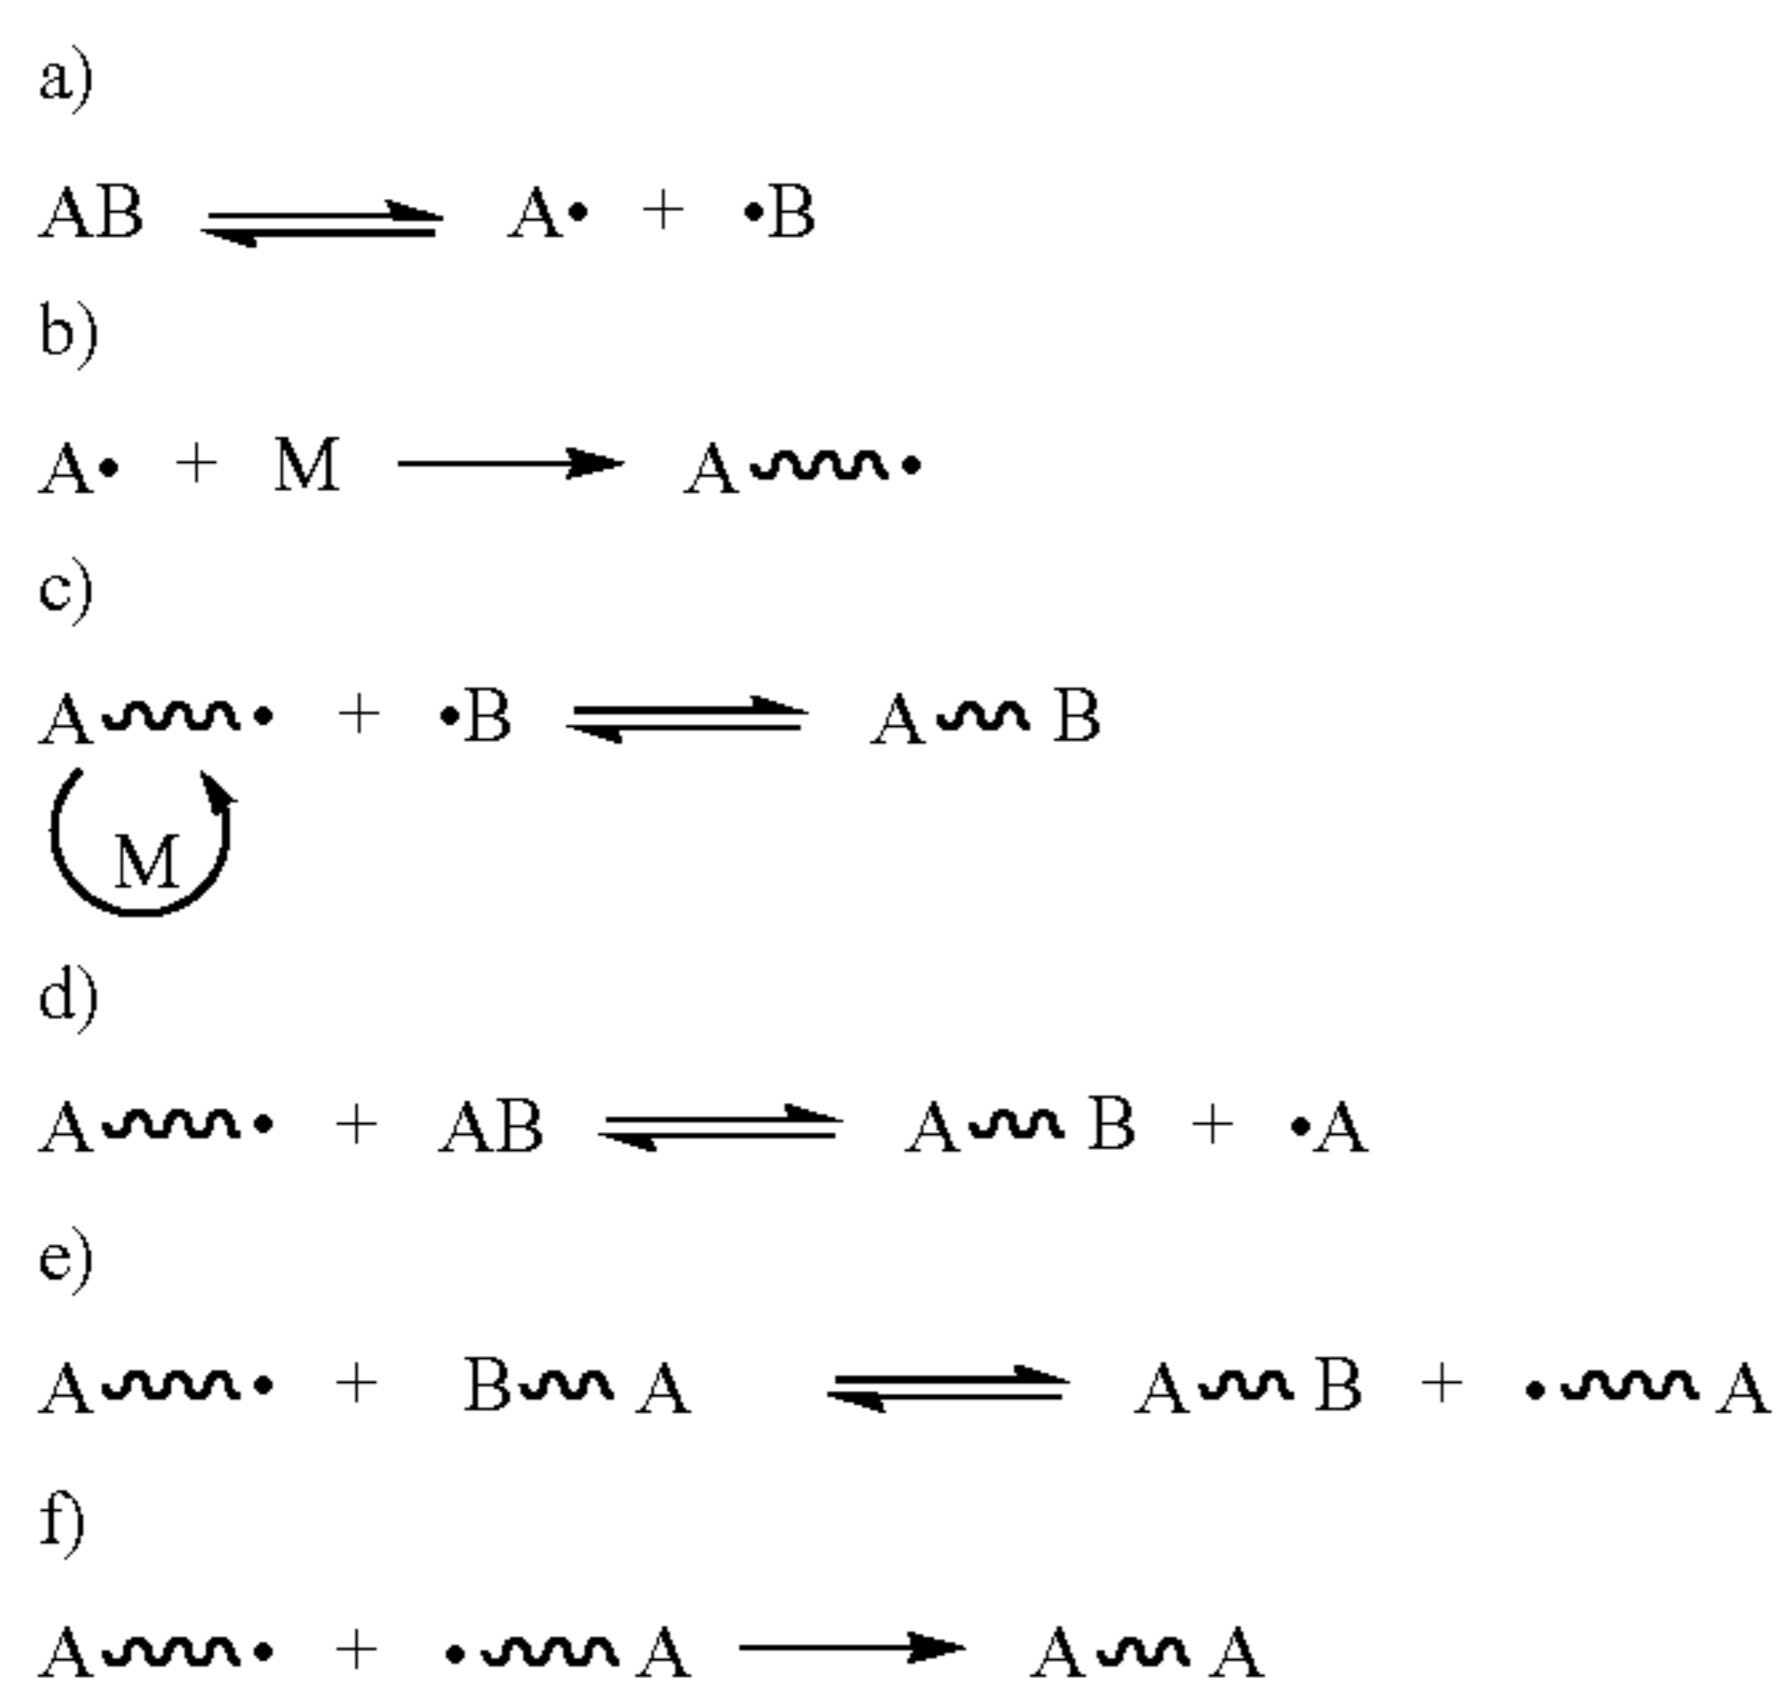 a)
AB ⇌ A• + •B
b)
A• + M ⟶ A〰〰•
c)
A〰〰• + •B ⇌ A〰B
M
d)
A〰〰• + AB ⇌ A〰B + •A
e)
A〰〰• + B〰A ⇌ A〰B + •〰〰A
f)
A〰〰• + •〰〰A ⟶ A〰A